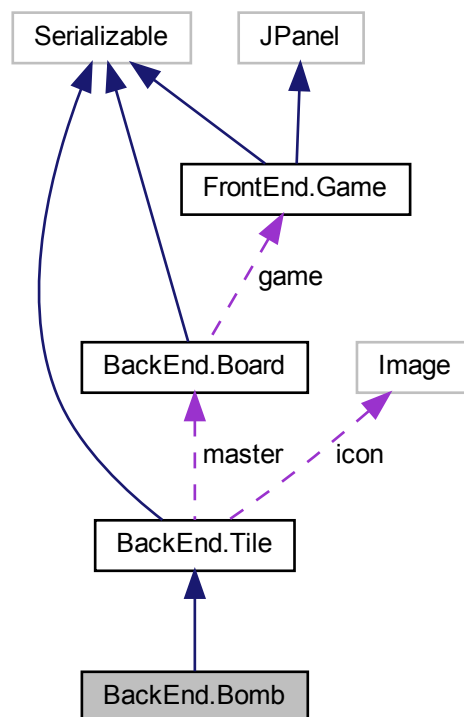 Serializable
JPanel
FrontEnd.Game
game
BackEnd.Board
Image
master
icon
BackEnd.Tile
BackEnd.Bomb